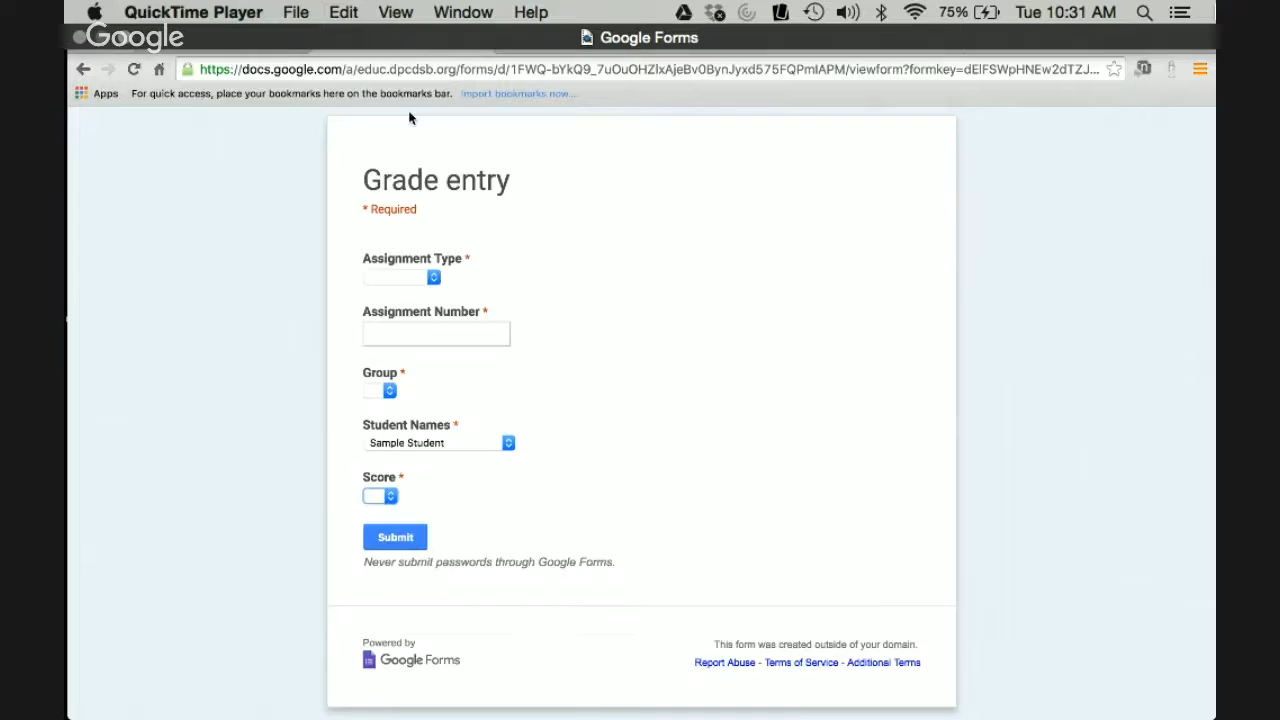 QuickTime Player File Edit View Window Help 75% Tue 10:31 AM
Google
Google Forms
https://docs.google.com/a/educ.dpcdsb.org/forms/d/1FWQ-bYkQ9_7uOuOHZlxAjeBv0BynJyxd575FQPmIAPM/viewform?formkey=dElFSWpHNEw2dTZJ...
Apps For quick access, place your bookmarks here on the bookmarks bar. Import bookmarks now...
Grade entry
* Required
Assignment Type *
Assignment Number *
Group *
Student Names *
Sample Student
Score *
Submit
Never submit passwords through Google Forms.
Powered by
Google Forms
This form was created outside of your domain.
Report Abuse - Terms of Service - Additional Terms